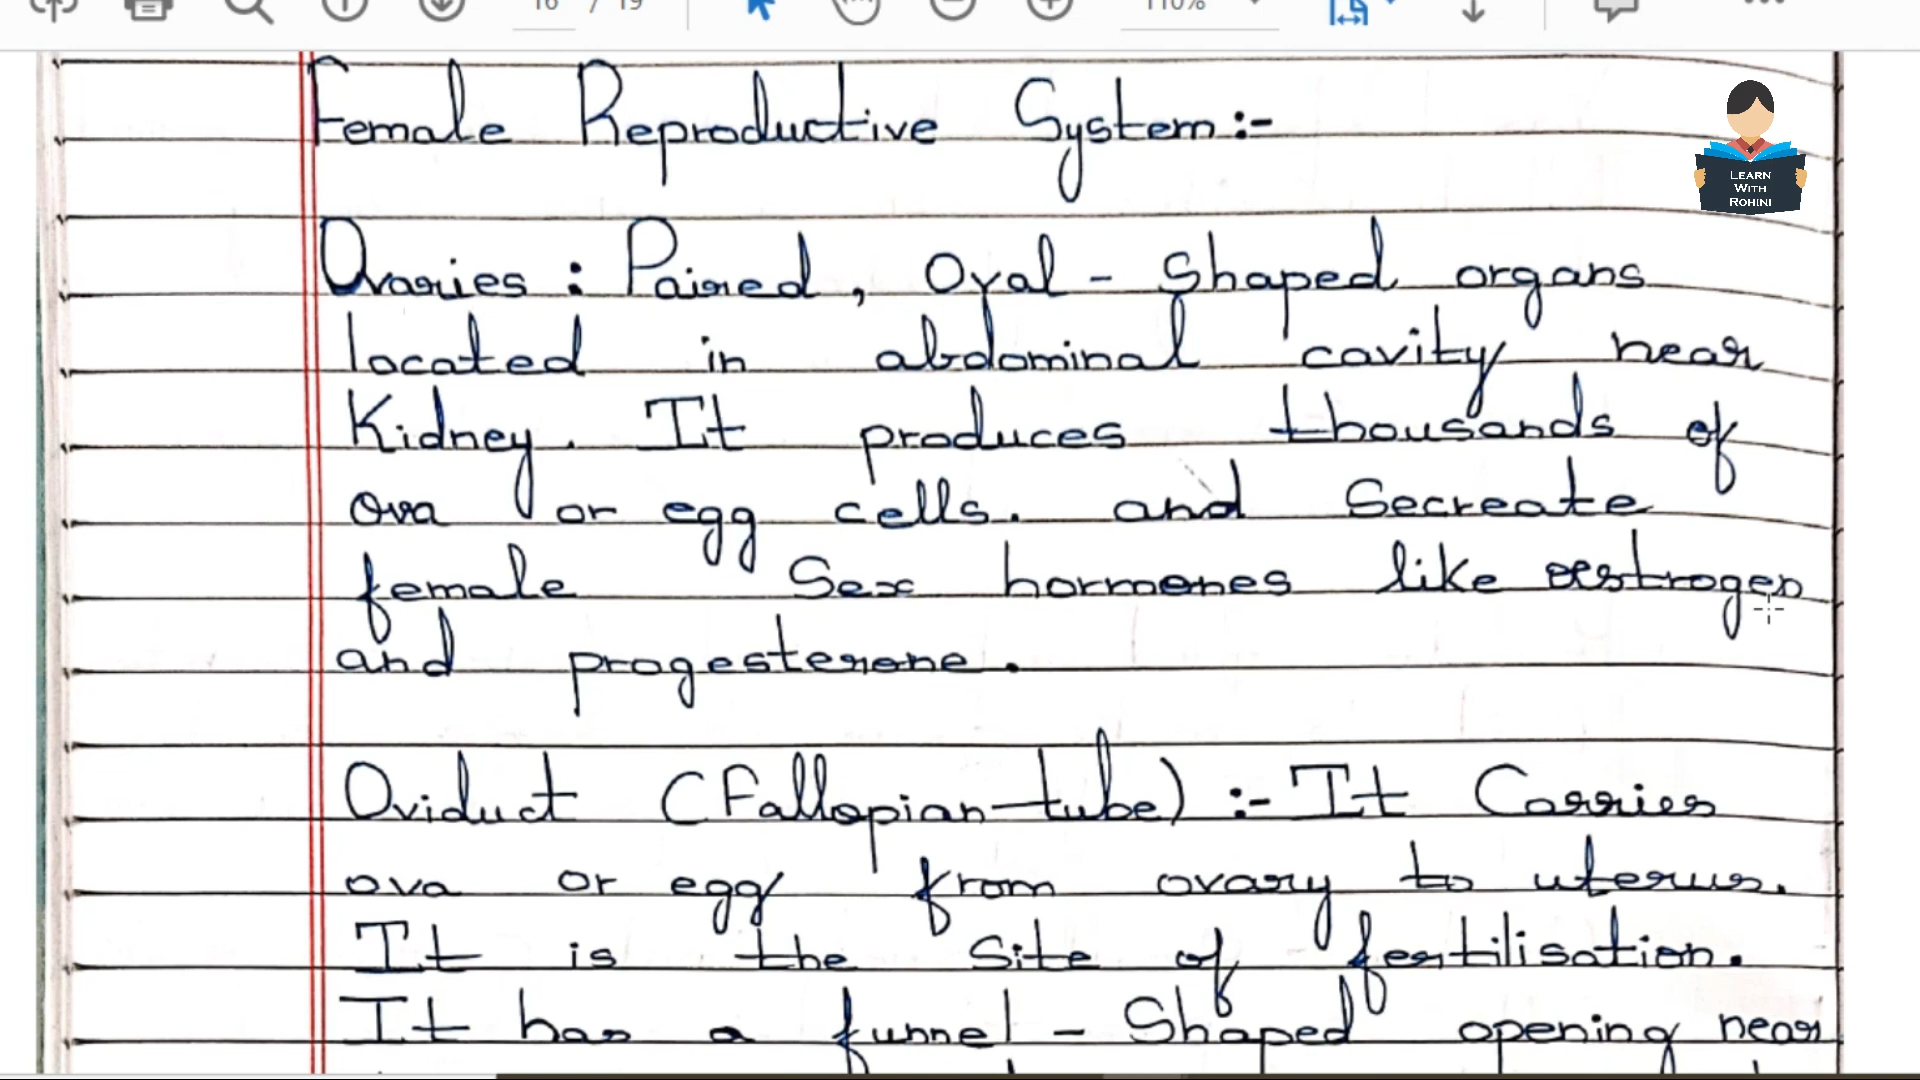 16 / 19
110%
Female Reproductive System:-
LEARN
With
Rohini
Ovaries : Paired, Oval - Shaped organs
located in abdominal cavity near
Kidney. It produces thousands of
ova or egg cells. and Secreate
female Sex hormones like oestrogen
and progesterone.
Oviduct (Fallopian-tube) :- It Carries
ova or egg from ovary to uterus.
It is the Site of fertilisation.
It has a funnel - Shaped opening near